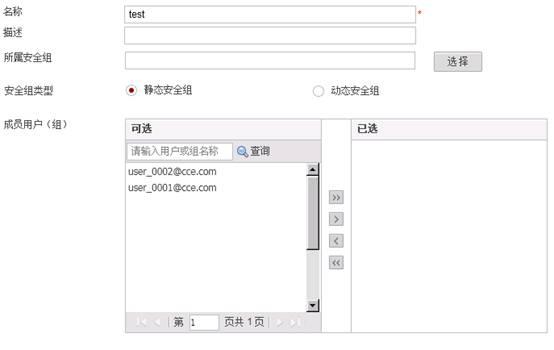 名称 test *
描述
所属安全组 选择
安全组类型 静态安全组 动态安全组
成员用户（组） 可选 已选
请输入用户或组名称 查询
user_0002@cce.com
user_0001@cce.com
第 1 页共 1 页